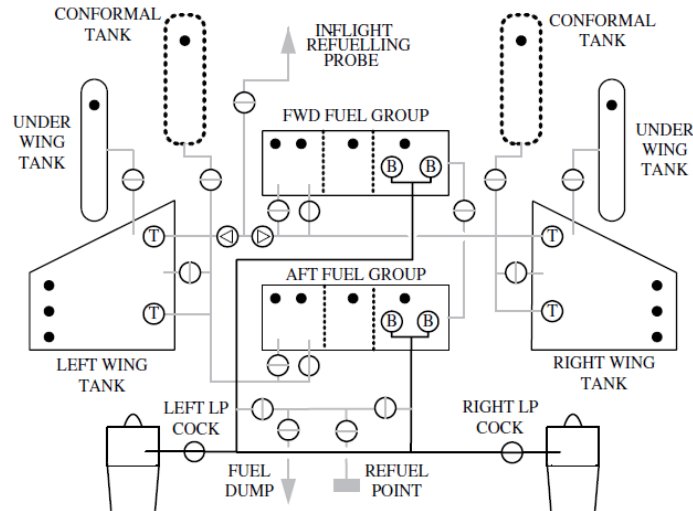 CONFORMAL
TANK
INFLIGHT
REFUELLING
PROBE
CONFORMAL
TANK
UNDER
WING
TANK
FWD FUEL GROUP
UNDER
WING
TANK
B B
T
T
AFT FUEL GROUP
T
T
B B
LEFT WING
TANK
RIGHT WING
TANK
LEFT LP
COCK
RIGHT LP
COCK
FUEL
DUMP
REFUEL
POINT